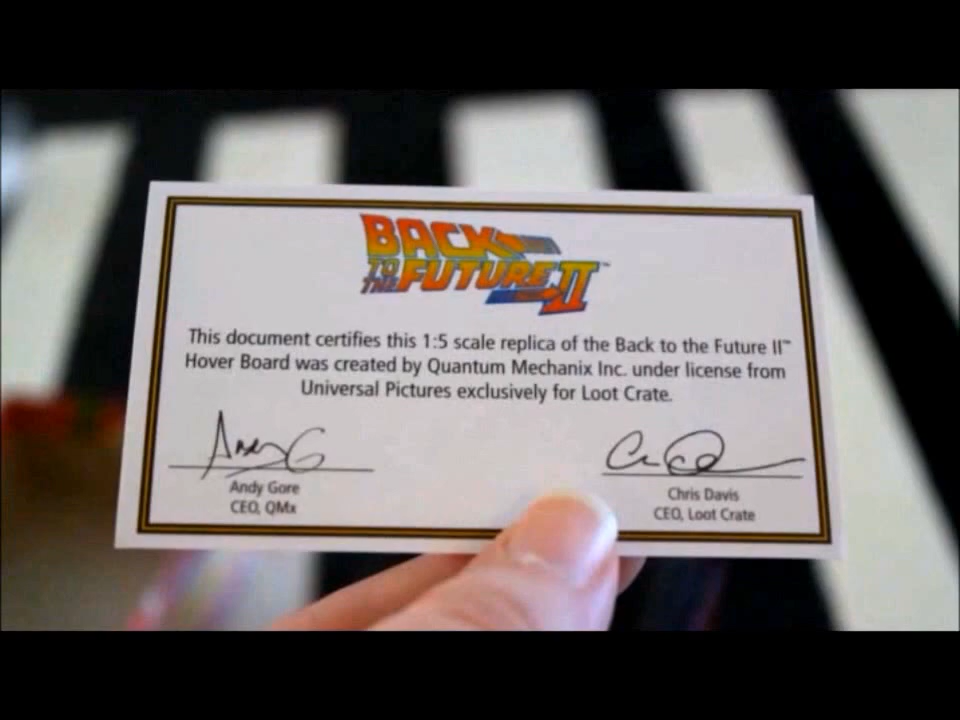 BACK
TO
THE FUTURE II™
This document certifies this 1:5 scale replica of the Back to the Future II™
Hover Board was created by Quantum Mechanix Inc. under license from
Universal Pictures exclusively for Loot Crate.
Andy Gore
CEO, QMx
Chris Davis
CEO, Loot Crate